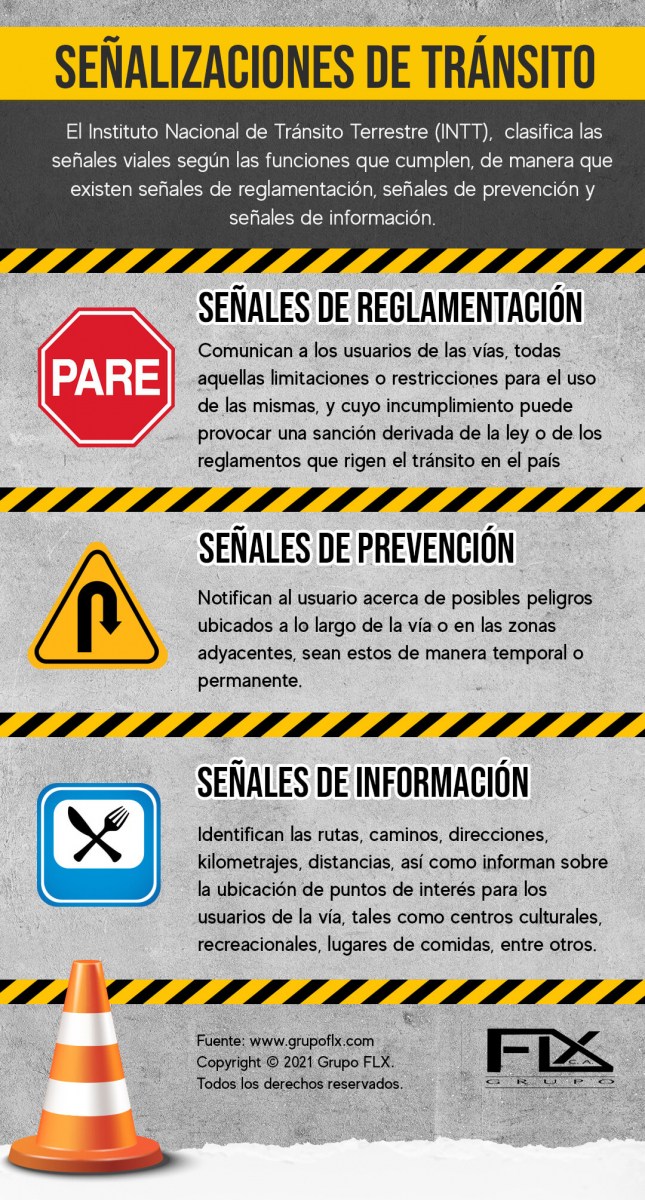 SEÑALIZACIONES DE TRÁNSITO
El Instituto Nacional de Tránsito Terrestre (INTT), clasifica las
señales viales según las funciones que cumplen, de manera que
existen señales de reglamentación, señales de prevención y
señales de información.
PARE
SEÑALES DE REGLAMENTACIÓN
Comunican a los usuarios de las vías, todas
aquellas limitaciones o restricciones para el uso
de las mismas, y cuyo incumplimiento puede
provocar una sanción derivada de la ley o de los
reglamentos que rigen el tránsito en el país
SEÑALES DE PREVENCIÓN
Notifican al usuario acerca de posibles peligros
ubicados a lo largo de la vía o en las zonas
adyacentes, sean estos de manera temporal o
permanente.
SEÑALES DE INFORMACIÓN
Identifican las rutas, caminos, direcciones,
kilometrajes, distancias, así como informan sobre
la ubicación de puntos de interés para los
usuarios de la vía, tales como centros culturales,
recreacionales, lugares de comidas, entre otros.
Fuente: www.grupoflx.com
Copyright © 2021 Grupo FLX.
Todos los derechos reservados.
FLX
C.A.
GRUPO